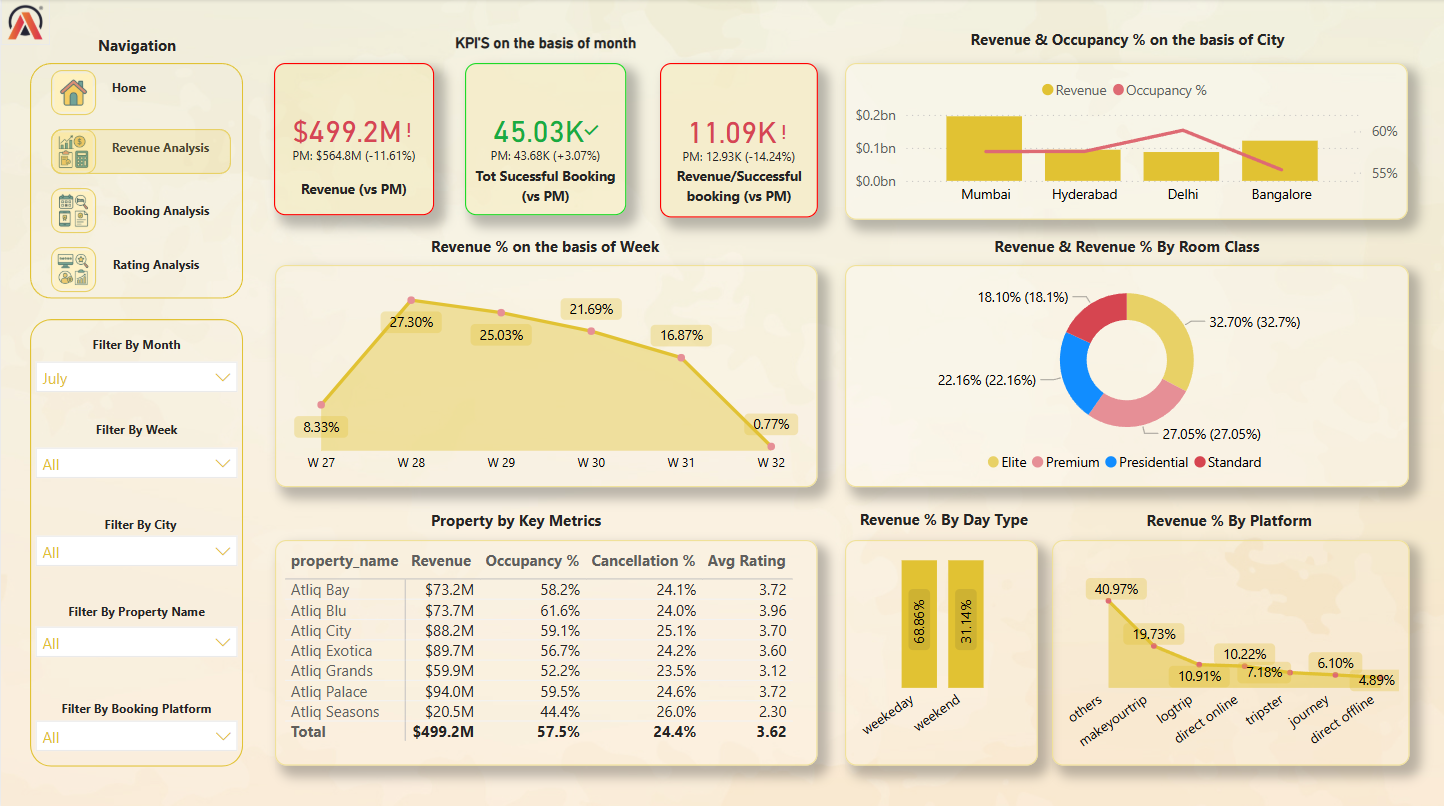 Navigation
Home
Revenue Analysis
Booking Analysis
Rating Analysis
Filter By Month
July
Filter By Week
All
Filter By City
All
Filter By Property Name
All
Filter By Booking Platform
All
KPI'S on the basis of month
$499.2M !
PM: $564.8M (-11.61%)
Revenue (vs PM)
45.03K✓
PM: 43.68K (+3.07%)
Tot Sucessful Booking
(vs PM)
11.09K !
PM: 12.93K (-14.24%)
Revenue/Successful
booking (vs PM)
Revenue & Occupancy % on the basis of City
Revenue Occupancy %
$0.2bn
$0.1bn
$0.0bn
60%
55%
Mumbai Hyderabad Delhi Bangalore
Revenue % on the basis of Week
8.33%
27.30%
25.03%
21.69%
16.87%
0.77%
W 27 W 28 W 29 W 30 W 31 W 32
Revenue & Revenue % By Room Class
18.10% (18.1%)
32.70% (32.7%)
22.16% (22.16%)
27.05% (27.05%)
Elite Premium Presidential Standard
Property by Key Metrics
property_name Revenue Occupancy % Cancellation % Avg Rating
Atliq Bay $73.2M 58.2% 24.1% 3.72
Atliq Blu $73.7M 61.6% 24.0% 3.96
Atliq City $88.2M 59.1% 25.1% 3.70
Atliq Exotica $89.7M 56.7% 24.2% 3.60
Atliq Grands $59.9M 52.2% 23.5% 3.12
Atliq Palace $94.0M 59.5% 24.6% 3.72
Atliq Seasons $20.5M 44.4% 26.0% 2.30
Total $499.2M 57.5% 24.4% 3.62
Revenue % By Day Type
68.86%
31.14%
weekeday
weekend
Revenue % By Platform
40.97%
19.73%
10.91%
10.22%
7.18%
6.10%
4.89%
others
makeyourtrip
logtrip
direct online
tripster
journey
direct offline